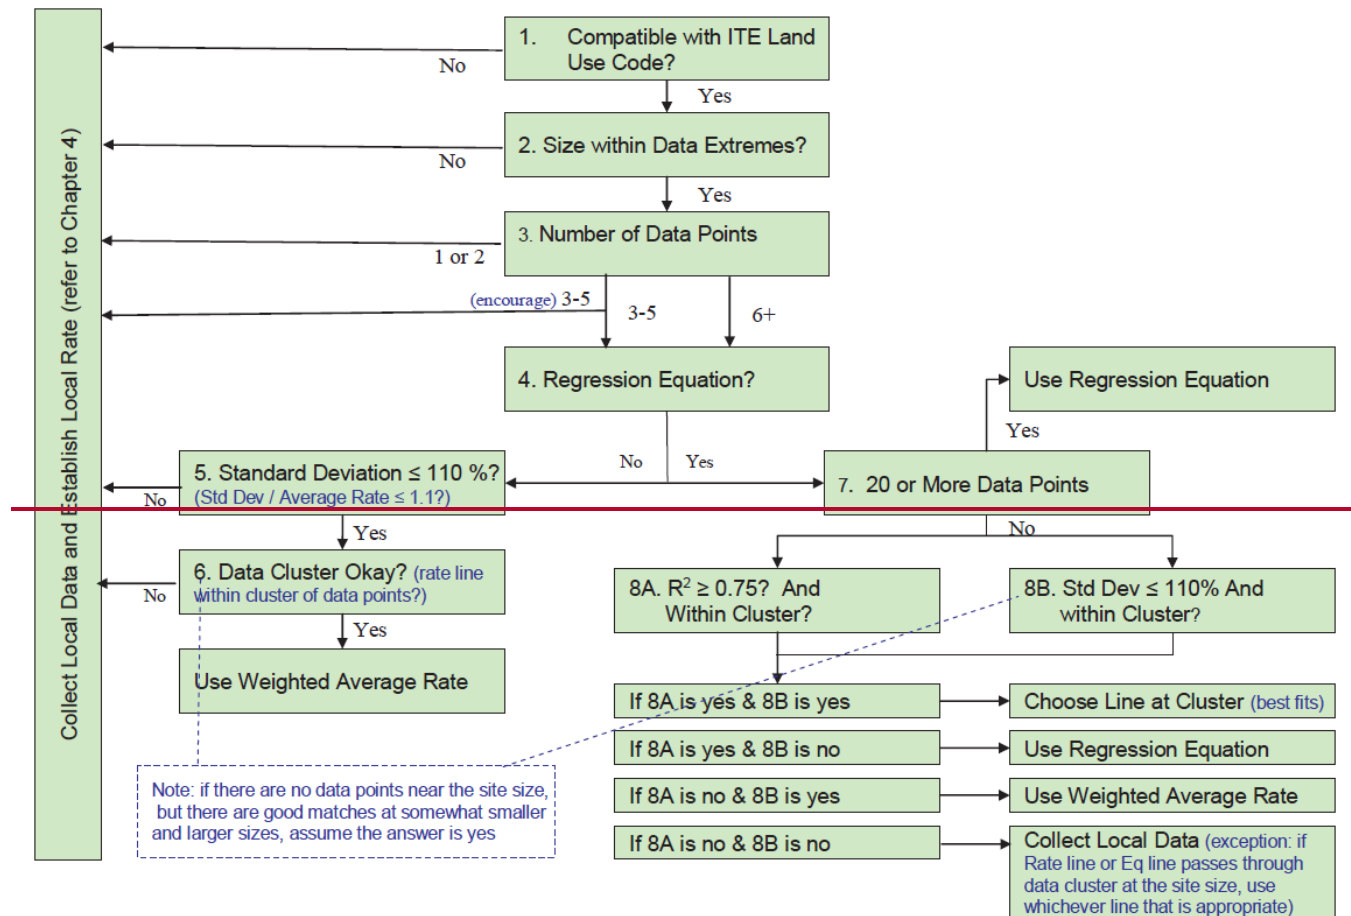 Collect Local Data and Establish Local Rate (refer to Chapter 4)
1. Compatible with ITE Land
Use Code?
No
Yes
2. Size within Data Extremes?
No
Yes
3. Number of Data Points
1 or 2
(encourage) 3-5
3-5
6+
4. Regression Equation?
Use Regression Equation
Yes
No
Yes
5. Standard Deviation ≤ 110 %?
(Std Dev / Average Rate ≤ 1.1?)
No
7. 20 or More Data Points
Yes
No
6. Data Cluster Okay? (rate line
within cluster of data points?)
No
8A. R² ≥ 0.75? And
Within Cluster?
8B. Std Dev ≤ 110% And
within Cluster?
Yes
Use Weighted Average Rate
If 8A is yes & 8B is yes
Choose Line at Cluster (best fits)
If 8A is yes & 8B is no
Use Regression Equation
If 8A is no & 8B is yes
Use Weighted Average Rate
If 8A is no & 8B is no
Collect Local Data (exception: if
Rate line or Eq line passes through
data cluster at the site size, use
whichever line that is appropriate)
Note: if there are no data points near the site size,
but there are good matches at somewhat smaller
and larger sizes, assume the answer is yes